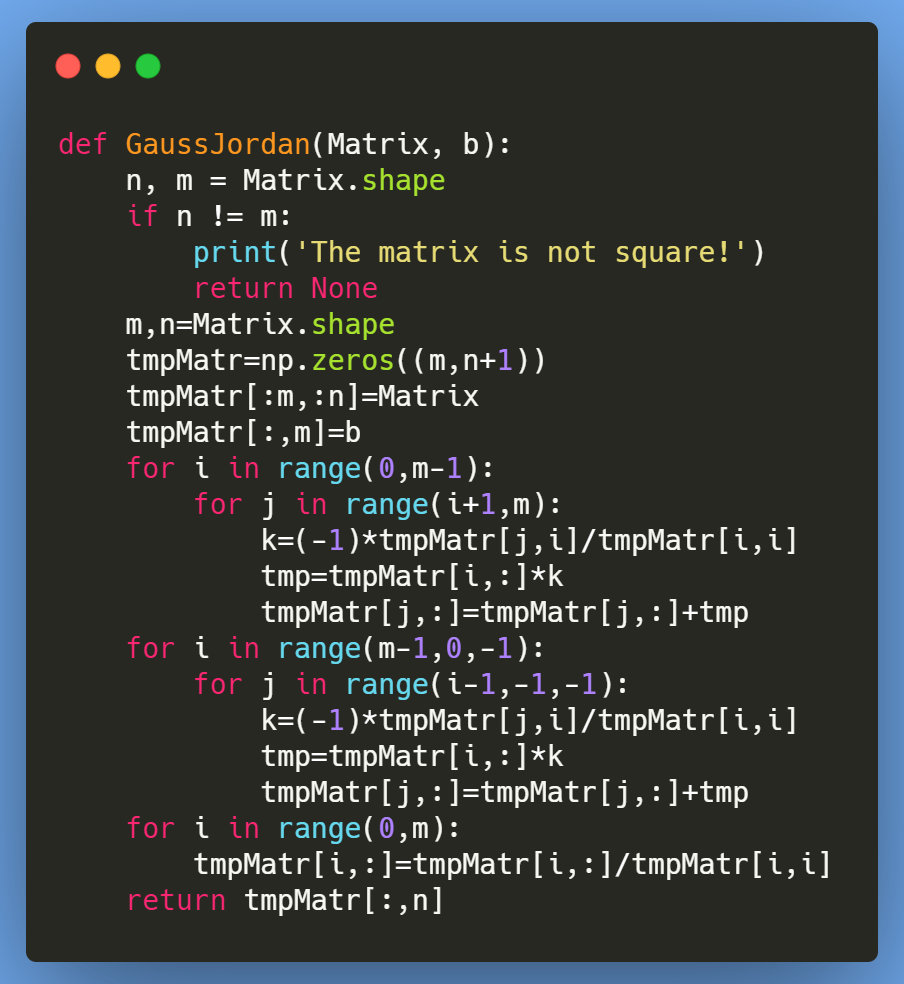 def GaussJordan(Matrix, b):
    n, m = Matrix.shape
    if n != m:
        print('The matrix is not square!')
        return None
    m,n=Matrix.shape
    tmpMatr=np.zeros((m,n+1))
    tmpMatr[:m,:n]=Matrix
    tmpMatr[:,m]=b
    for i in range(0,m-1):
        for j in range(i+1,m):
            k=(-1)*tmpMatr[j,i]/tmpMatr[i,i]
            tmp=tmpMatr[i,:]*k
            tmpMatr[j,:]=tmpMatr[j,:]+tmp
    for i in range(m-1,0,-1):
        for j in range(i-1,-1,-1):
            k=(-1)*tmpMatr[j,i]/tmpMatr[i,i]
            tmp=tmpMatr[i,:]*k
            tmpMatr[j,:]=tmpMatr[j,:]+tmp
    for i in range(0,m):
        tmpMatr[i,:]=tmpMatr[i,:]/tmpMatr[i,i]
    return tmpMatr[:,n]